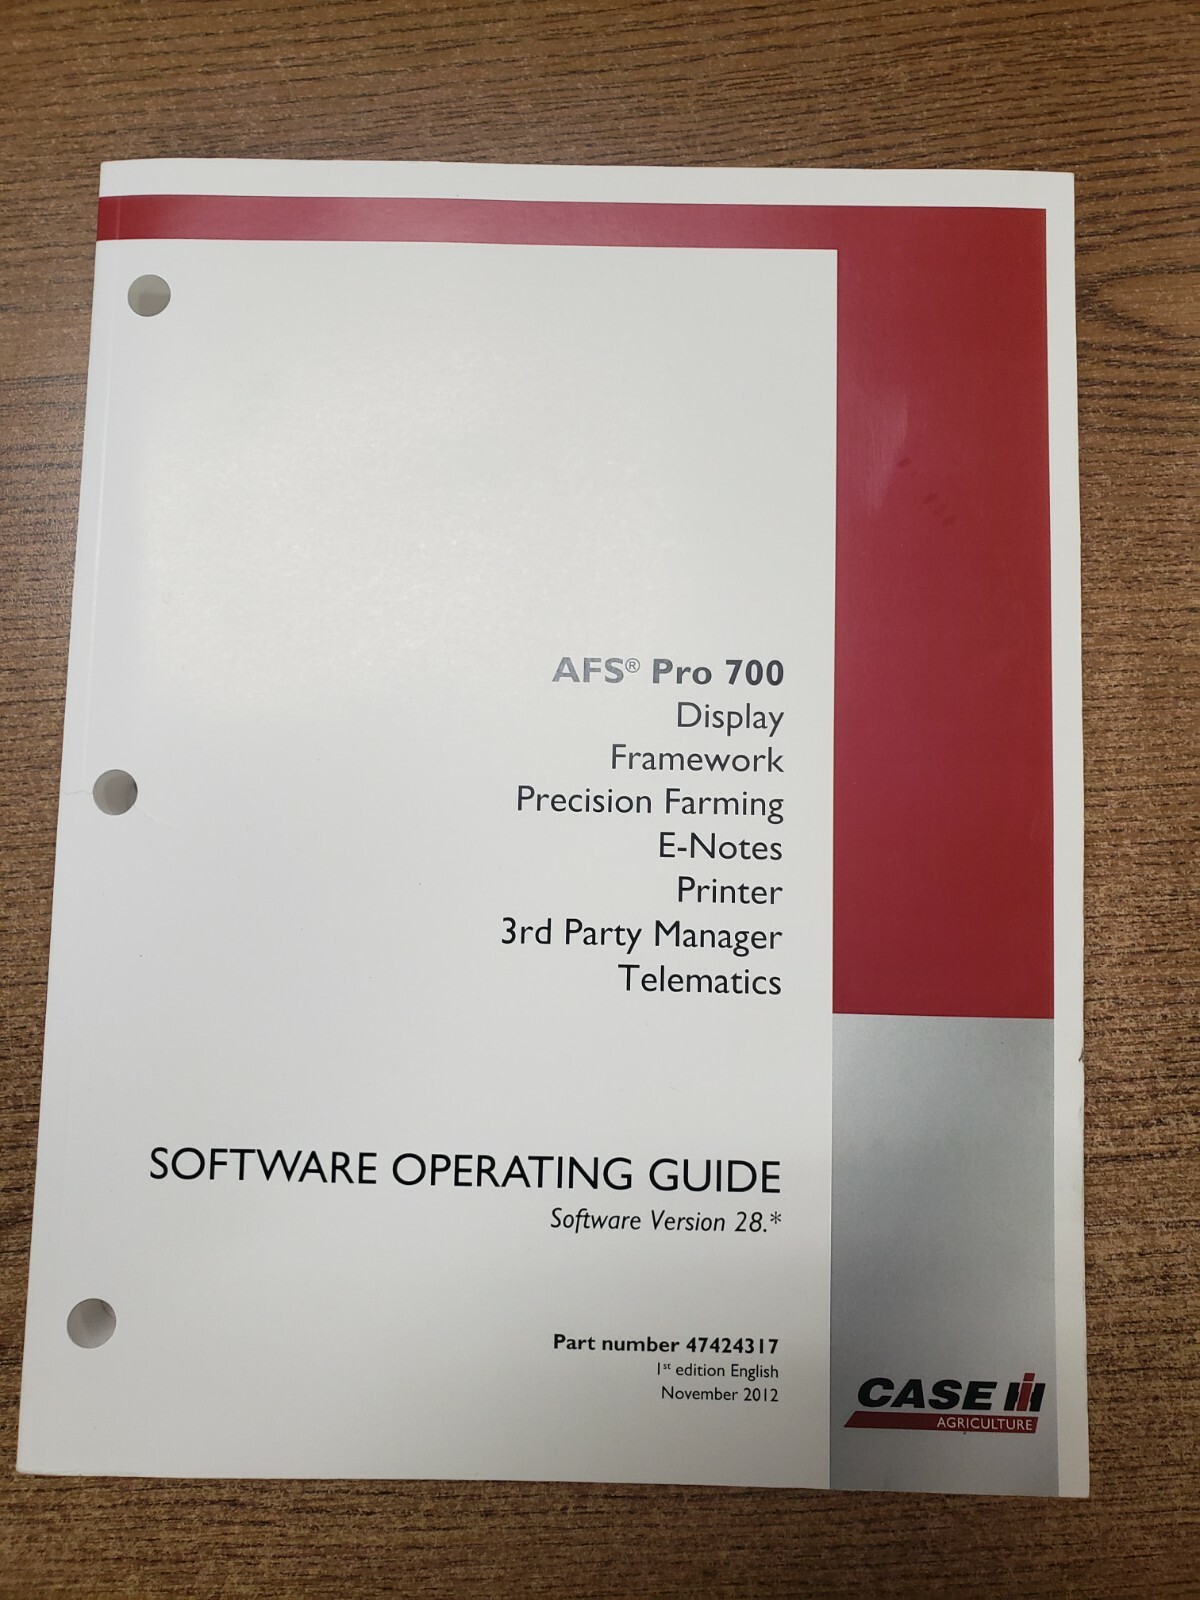 AFS® Pro 700
Display
Framework
Precision Farming
E-Notes
Printer
3rd Party Manager
Telematics
SOFTWARE OPERATING GUIDE
Software Version 28.*
Part number 47424317
1st edition English
November 2012
CASE IH
AGRICULTURE